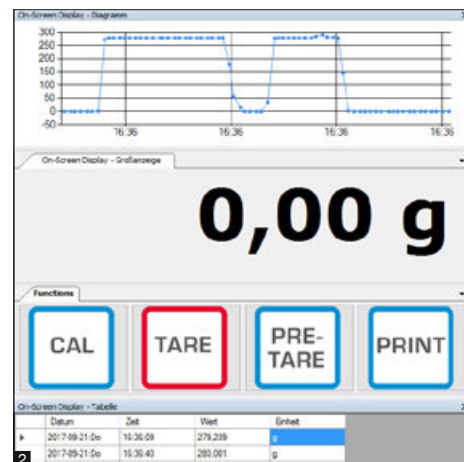 On-Screen Display - Diagramm
300
250
200
150
100
50
0
-50
16:36 16:36 16:36 16:36
On-Screen Display - Großanzeige
0,00 g
Functions
CAL TARE PRE-TARE PRINT
On-Screen Display - Tabelle
Datum Zeit Wert Einheit
2017-09-21:Do 16:36:09 279,239 g
2017-09-21:Do 16:36:40 280,001 g
2